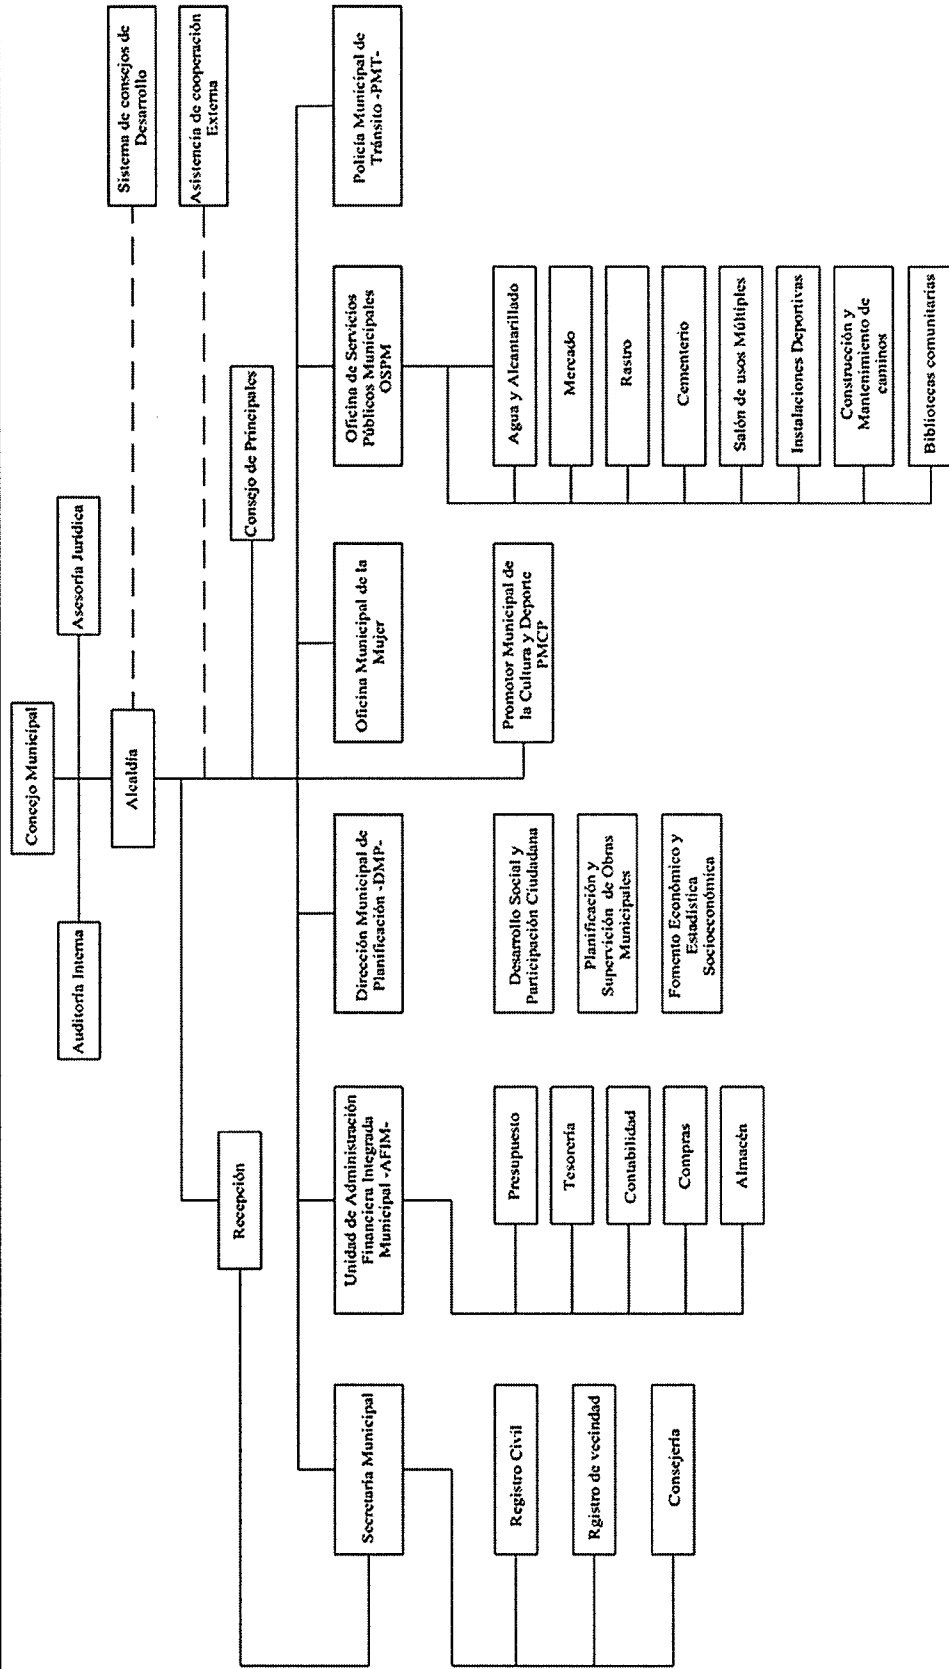 Concejo Municipal
Auditoría Interna
Asesoría Jurídica
Alcaldía
Sistema de consejos de
Desarrollo
Asistencia de cooperación
Externa
Recepción
Consejo de Principales
Secretaría Municipal
Unidad de Administración
Financiera Integrada
Municipal -AFIM-
Dirección Municipal de
Planificación -DMP-
Oficina Municipal de la
Mujer
Oficina de Servicios
Públicos Municipales
OSPM
Policía Municipal de
Tránsito -PMT-
Registro Civil
Rgistro de vecindad
Consejería
Presupuesto
Tesorería
Contabilidad
Compras
Almacén
Desarrollo Social y
Participación Ciudadana
Planificación y
Supervisión de Obras
Municipales
Fomento Económico y
Estadística
Socioeconómica
Promotor Municipal de
la Cultura y Deporte
PMCP
Agua y Alcantarillado
Mercado
Rastro
Cementerio
Salón de usos Múltiples
Instalaciones Deportivas
Construcción y
Mantenimiento de
caminos
Bibliotecas comunitarias